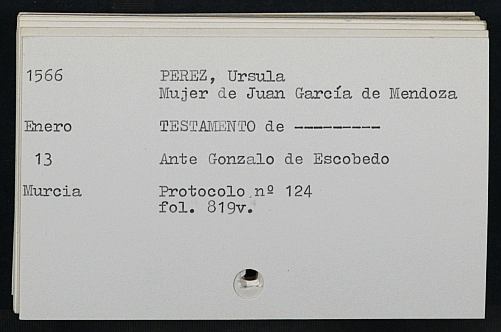 1566 PEREZ, Ursula
Mujer de Juan García de Mendoza
Enero TESTAMENTO de ---------
13 Ante Gonzalo de Escobedo
Murcia Protocolo nº 124
fol. 819v.